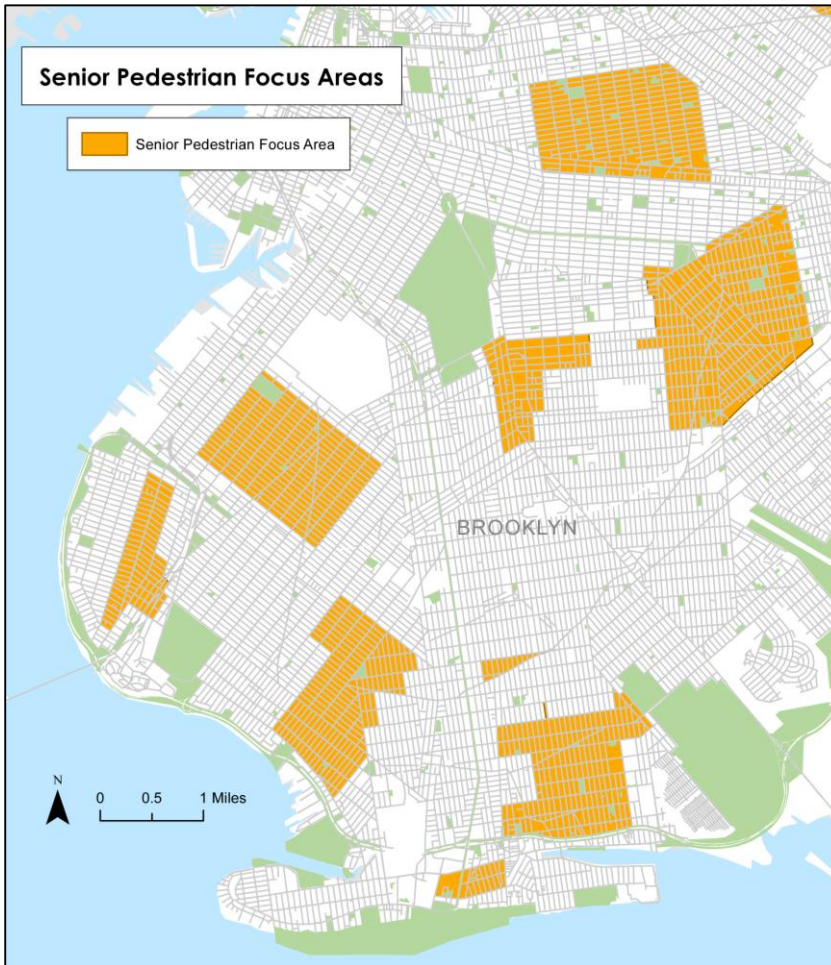 Senior Pedestrian Focus Areas
Senior Pedestrian Focus Area
BROOKLYN
N
0 0.5 1 Miles